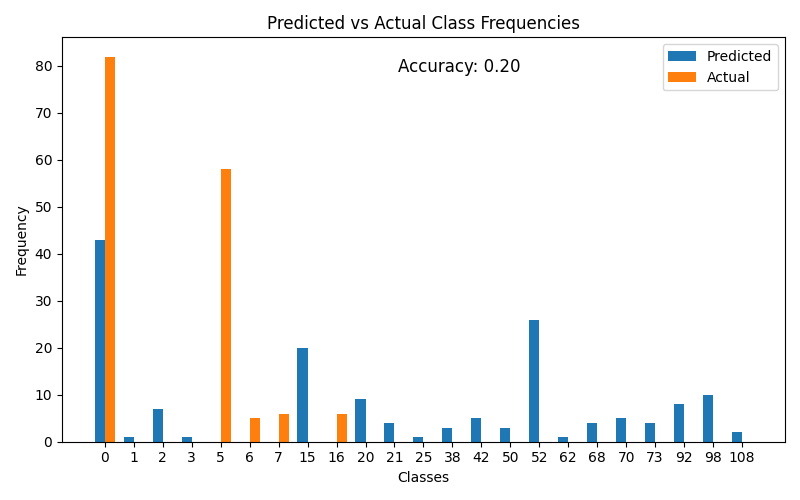 Predicted vs Actual Class Frequencies
Accuracy: 0.20
Predicted
Actual
Frequency
80
70
60
50
40
30
20
10
0
0 1 2 3 5 6 7 15 16 20 21 25 38 42 50 52 62 68 70 73 92 98 108
Classes